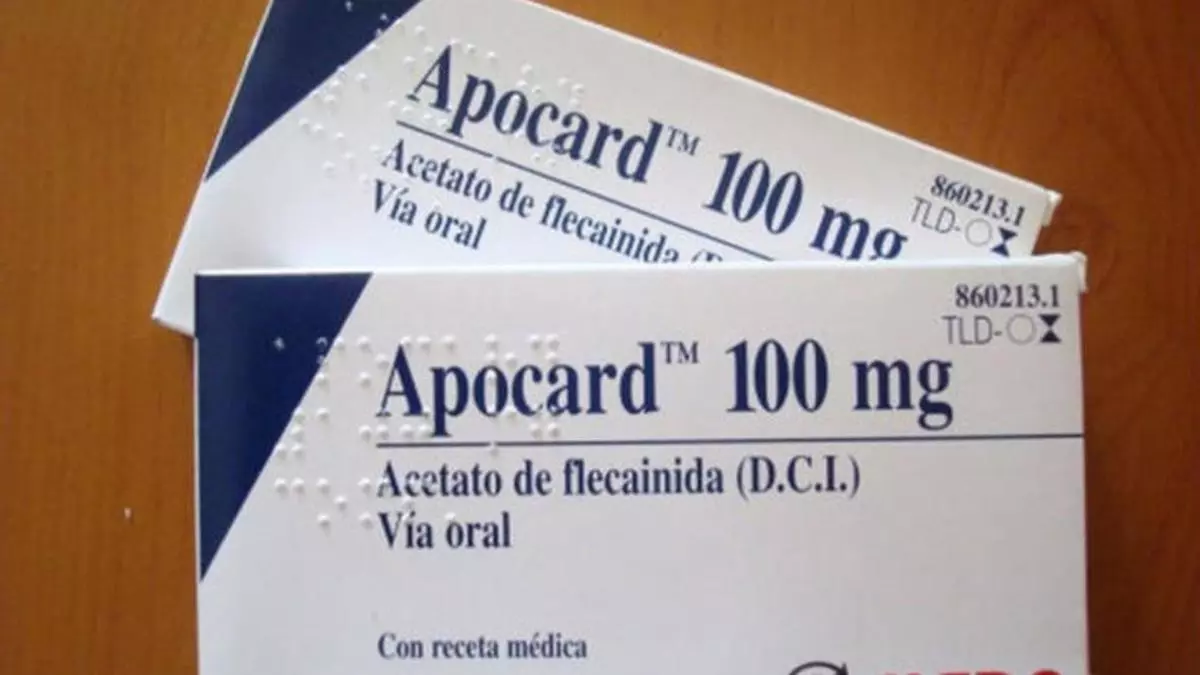 Apocard™ 100 mg
860213.1
TLD-
Acetato de flecainida
Vía oral
860213.1
TLD-
Apocard™ 100 mg
Acetato de flecainida (D.C.I.)
Vía oral
Con receta médica